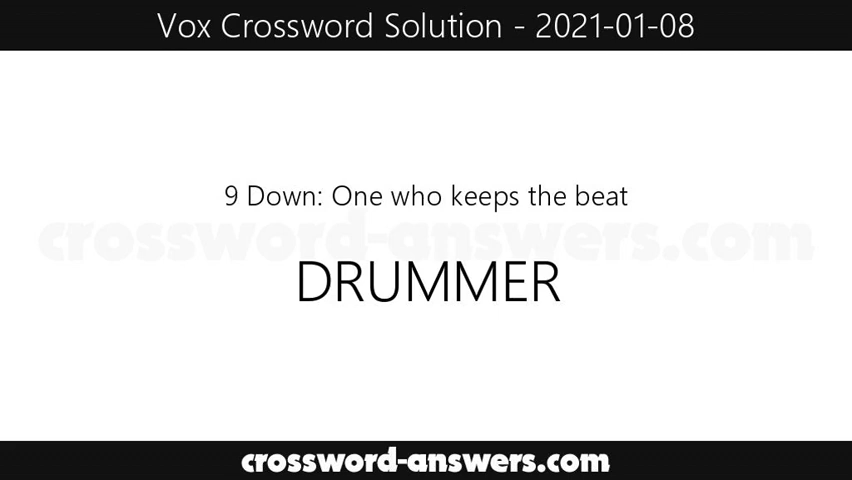 Vox Crossword Solution - 2021-01-08
9 Down: One who keeps the beat
crossword-answers.com
DRUMMER
crossword-answers.com